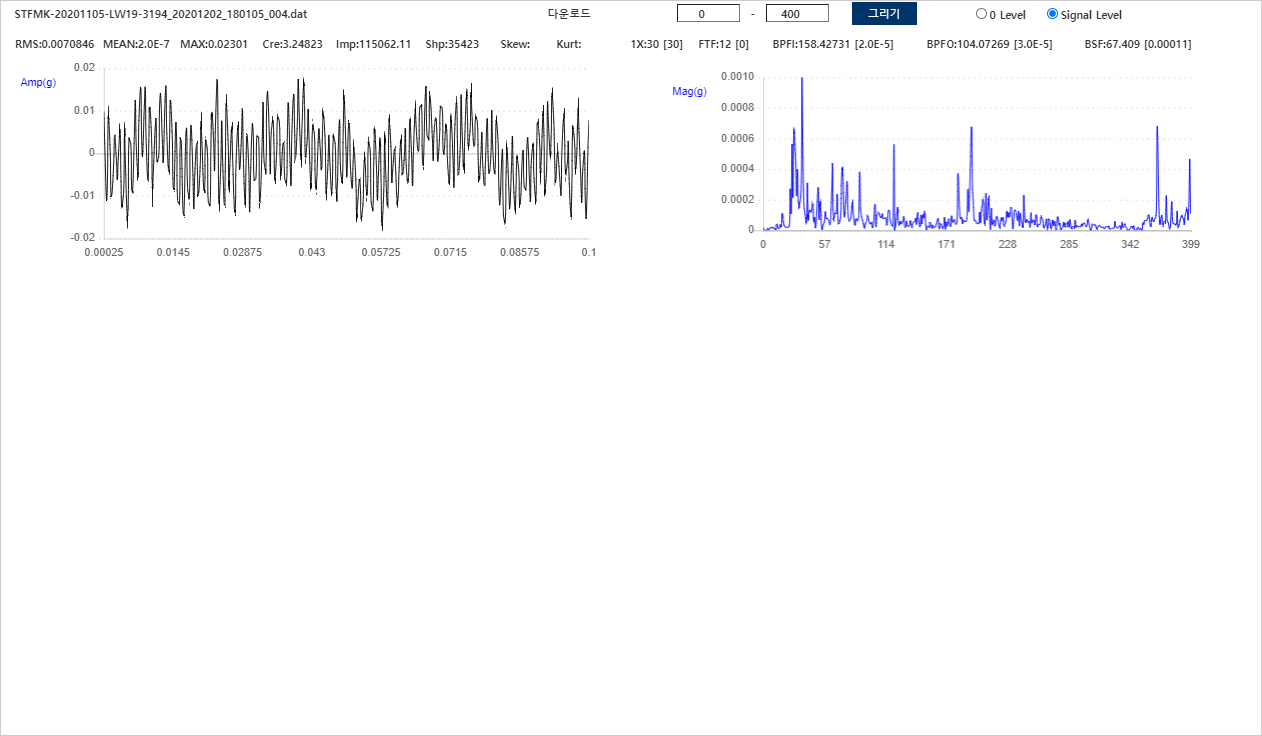 STFMK-20201105-LW19-3194_20201202_180105_004.dat 다운로드 0 - 400 그리기 0 Level Signal Level
RMS:0.0070846 MEAN:2.0E-7 MAX:0.02301 Cre:3.24823 Imp:115062.11 Shp:35423 Skew: Kurt: 1X:30 [30] FTF:12 [0] BPFI:158.42731 [2.0E-5] BPFO:104.07269 [3.0E-5] BSF:67.409 [0.00011]
Amp(g)
0.02
0.01
0
-0.01
-0.02
0.00025 0.0145 0.02875 0.043 0.05725 0.0715 0.08575 0.1
Mag(g)
0.0010
0.0008
0.0006
0.0004
0.0002
0
0 57 114 171 228 285 342 399